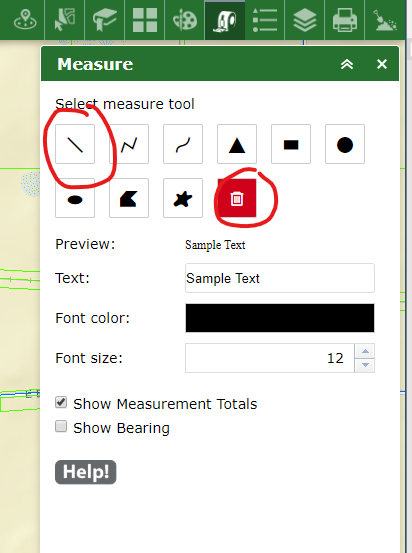 Measure
Select measure tool
Preview: Sample Text
Text: Sample Text
Font color:
Font size: 12
Show Measurement Totals
Show Bearing
Help!